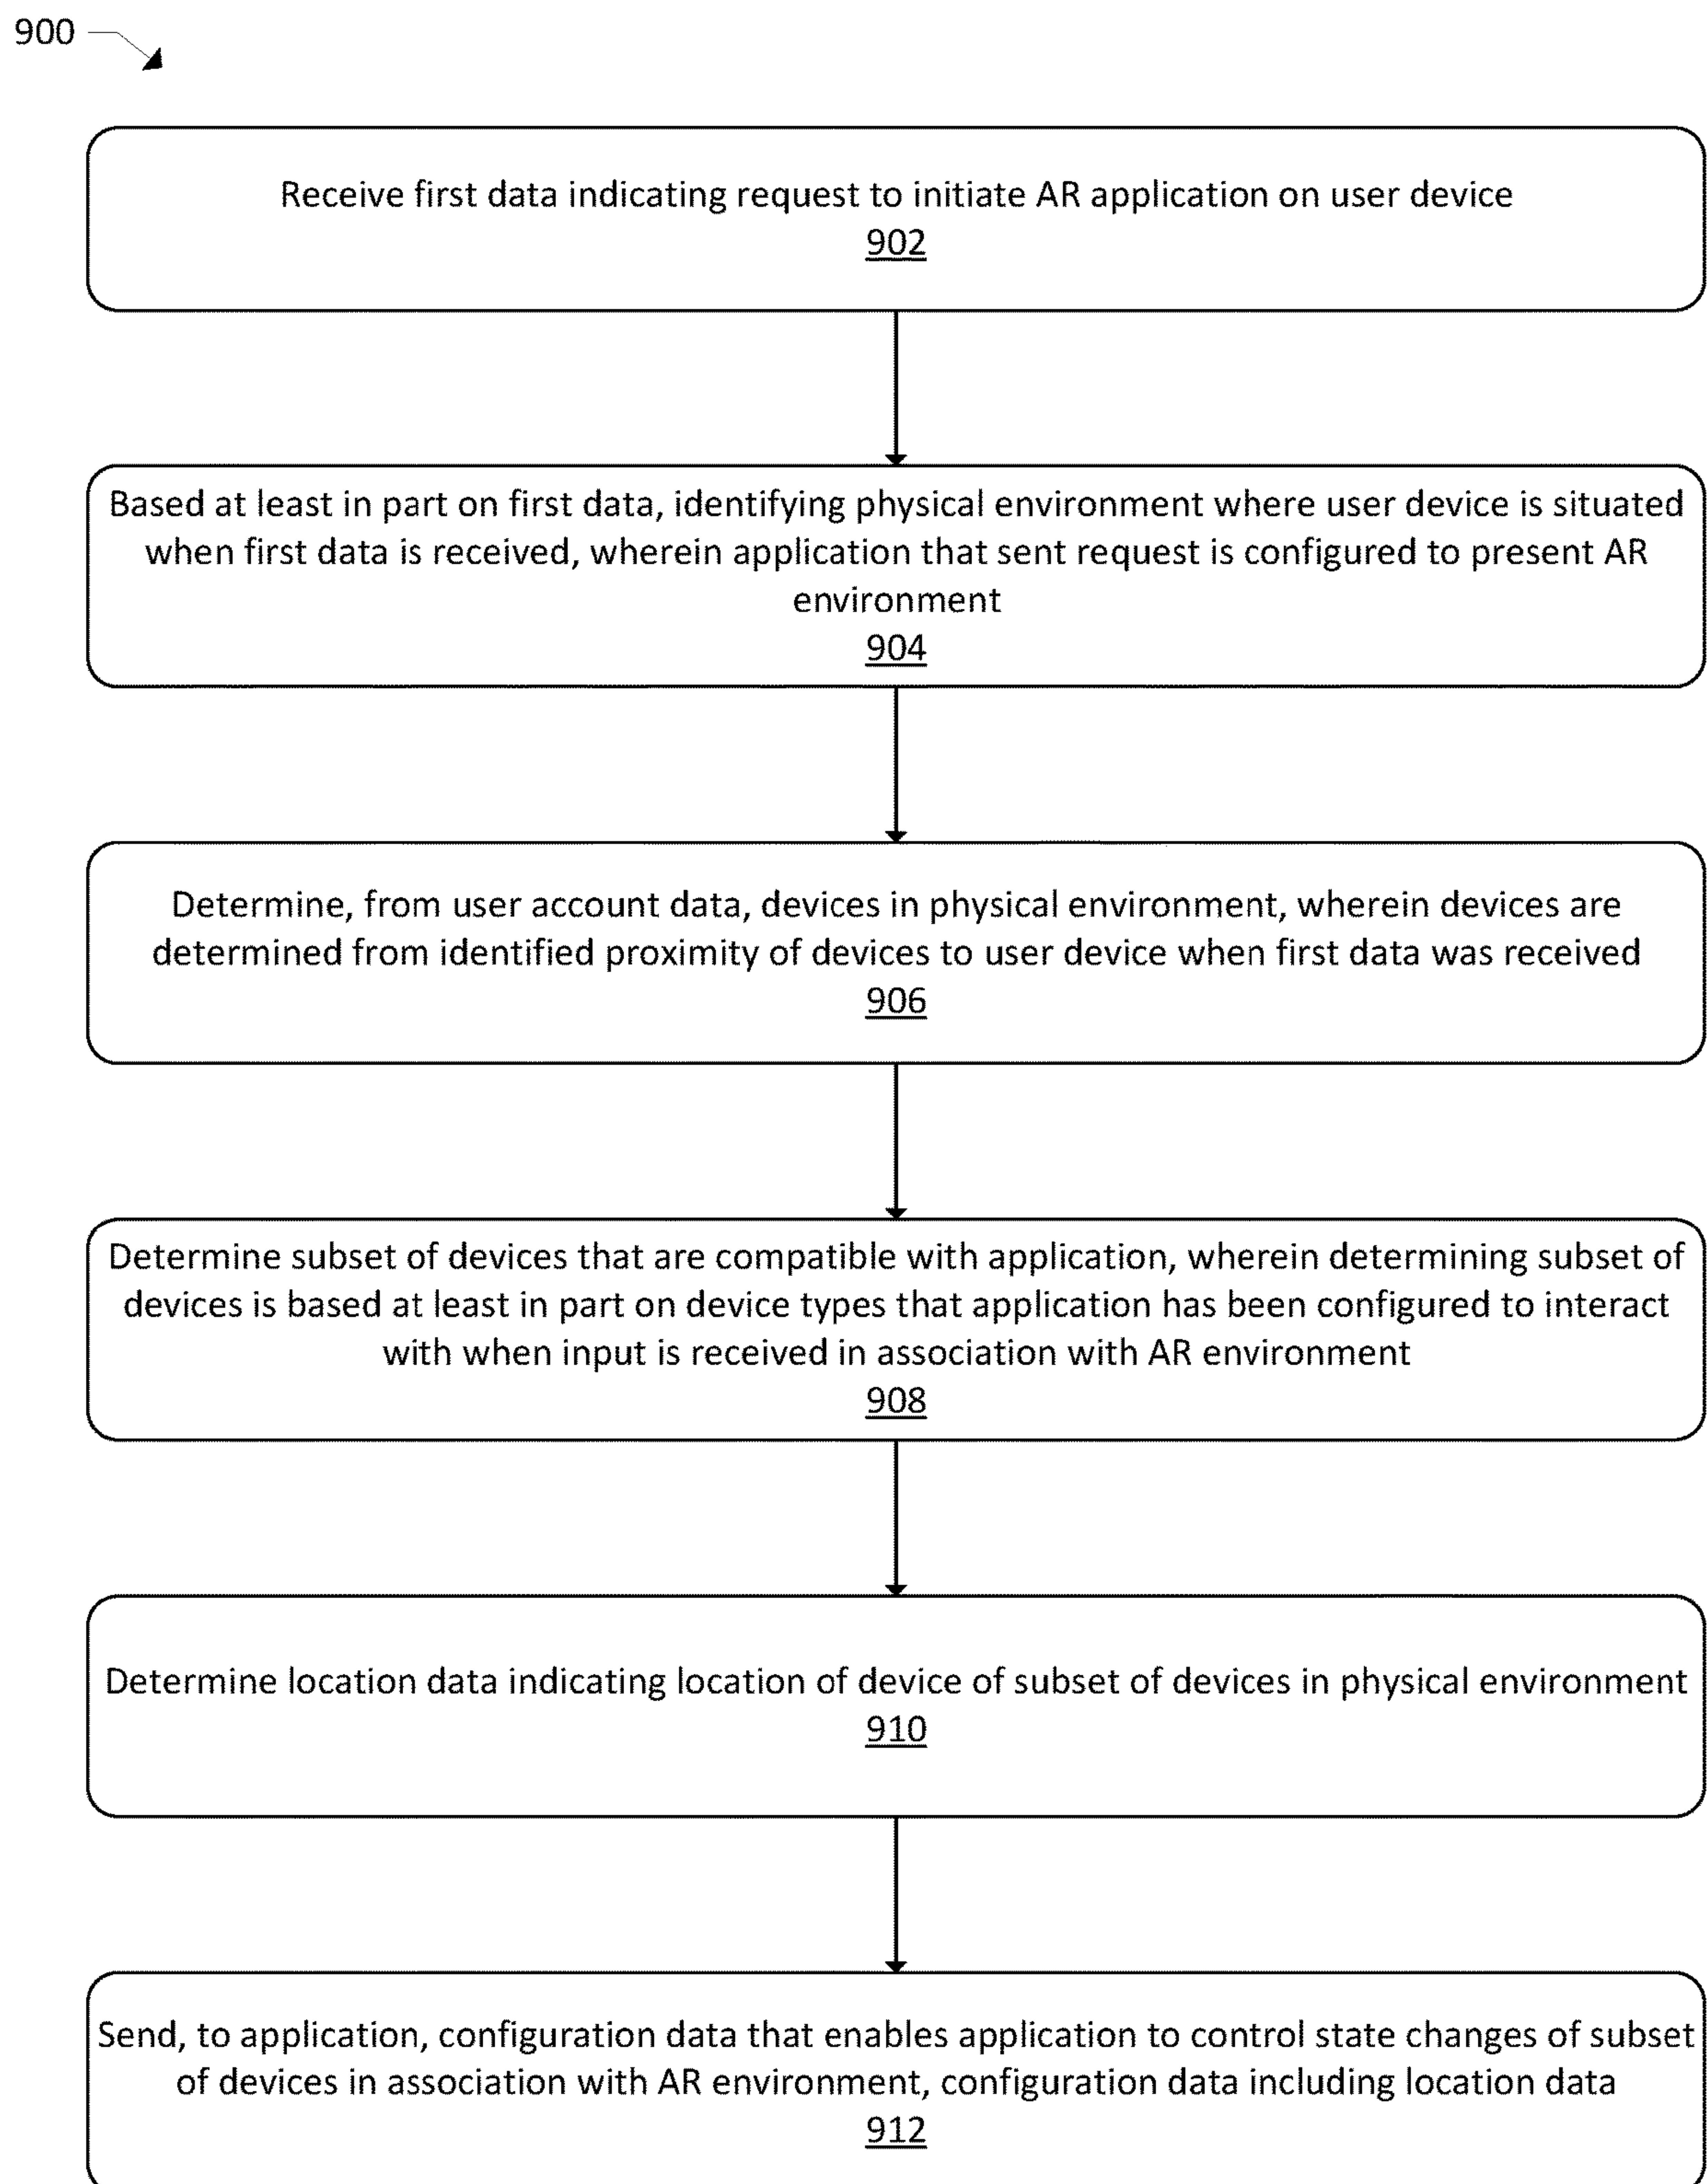 900
Receive first data indicating request to initiate AR application on user device
902
Based at least in part on first data, identifying physical environment where user device is situated
when first data is received, wherein application that sent request is configured to present AR
environment
904
Determine, from user account data, devices in physical environment, wherein devices are
determined from identified proximity of devices to user device when first data was received
906
Determine subset of devices that are compatible with application, wherein determining subset of
devices is based at least in part on device types that application has been configured to interact
with when input is received in association with AR environment
908
Determine location data indicating location of device of subset of devices in physical environment
910
Send, to application, configuration data that enables application to control state changes of subset
of devices in association with AR environment, configuration data including location data
912